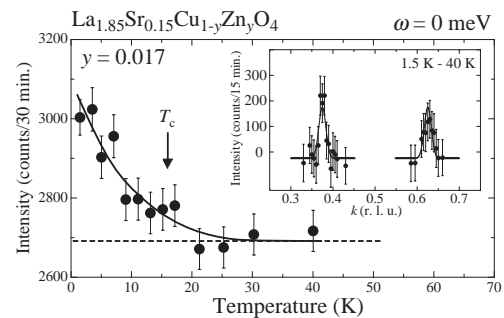 La₁.₈₅Sr₀.₁₅Cu₁₋yZnyO₄ ω = 0 meV
y = 0.017
1.5 K - 40 K
Tc
Intensity (counts/30 min.)
3200
3000
2800
2600
Intensity (counts/15 min.)
300
200
100
0
0.3 0.4 0.5 0.6 0.7
k (r. l. u.)
0 10 20 30 40 50 60 70
Temperature (K)